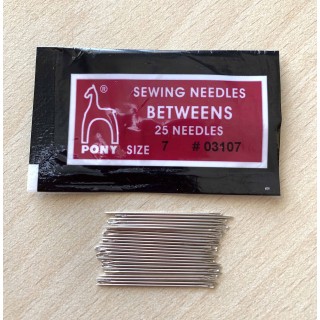 ®
SEWING NEEDLES
BETWEENS
25 NEEDLES
PONY SIZE 7 # 03107